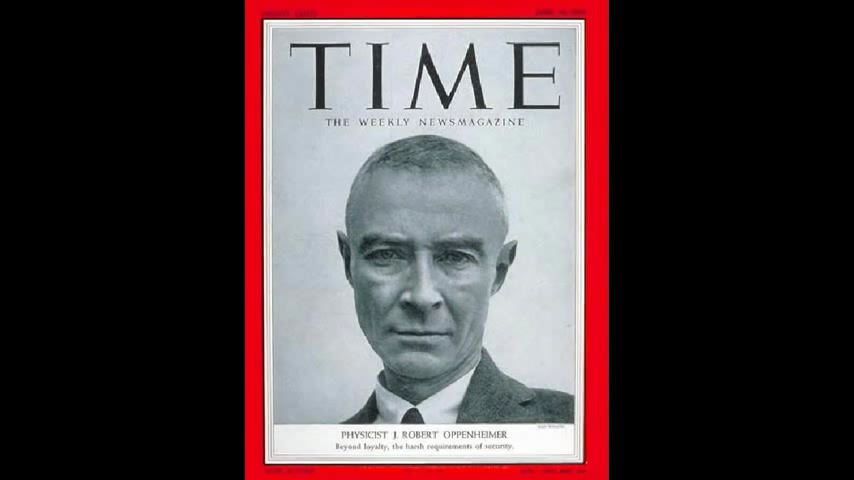 TIME
THE WEEKLY NEWSMAGAZINE
PHYSICIST J. ROBERT OPPENHEIMER
Beyond loyalty, the harsh requirements of security.